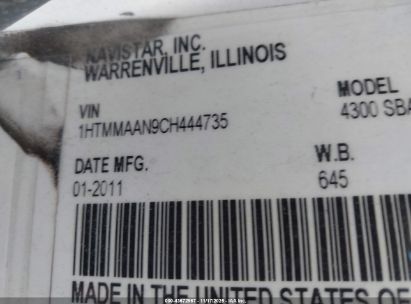 NAVISTAR, INC.
WARRENVILLE, ILLINOIS
VIN
1HTMMAAN9CH444735
MODEL
4300 SBA
DATE MFG.
01-2011
W.B.
645
MADE IN THE UNITED STATES OF